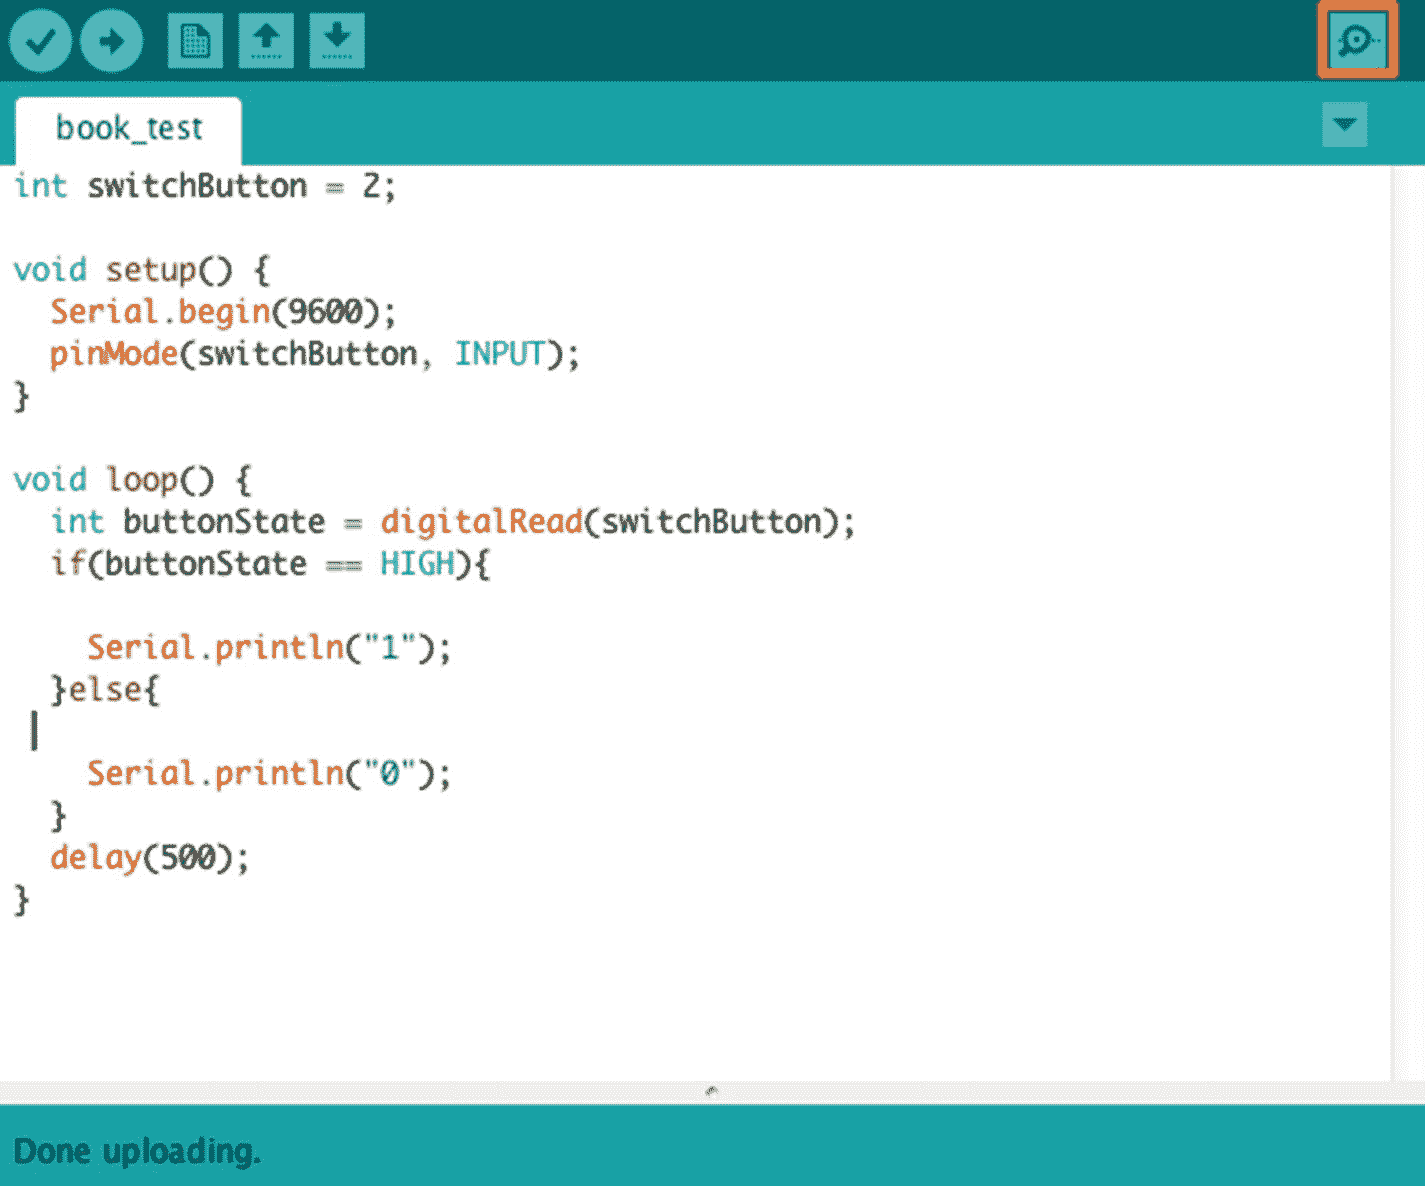 book_test
int switchButton = 2;
void setup() {
  Serial.begin(9600);
  pinMode(switchButton, INPUT);
}
void loop() {
  int buttonState = digitalRead(switchButton);
  if(buttonState == HIGH){
    Serial.println("1");
  }else{
    Serial.println("0");
  }
  delay(500);
}
Done uploading.